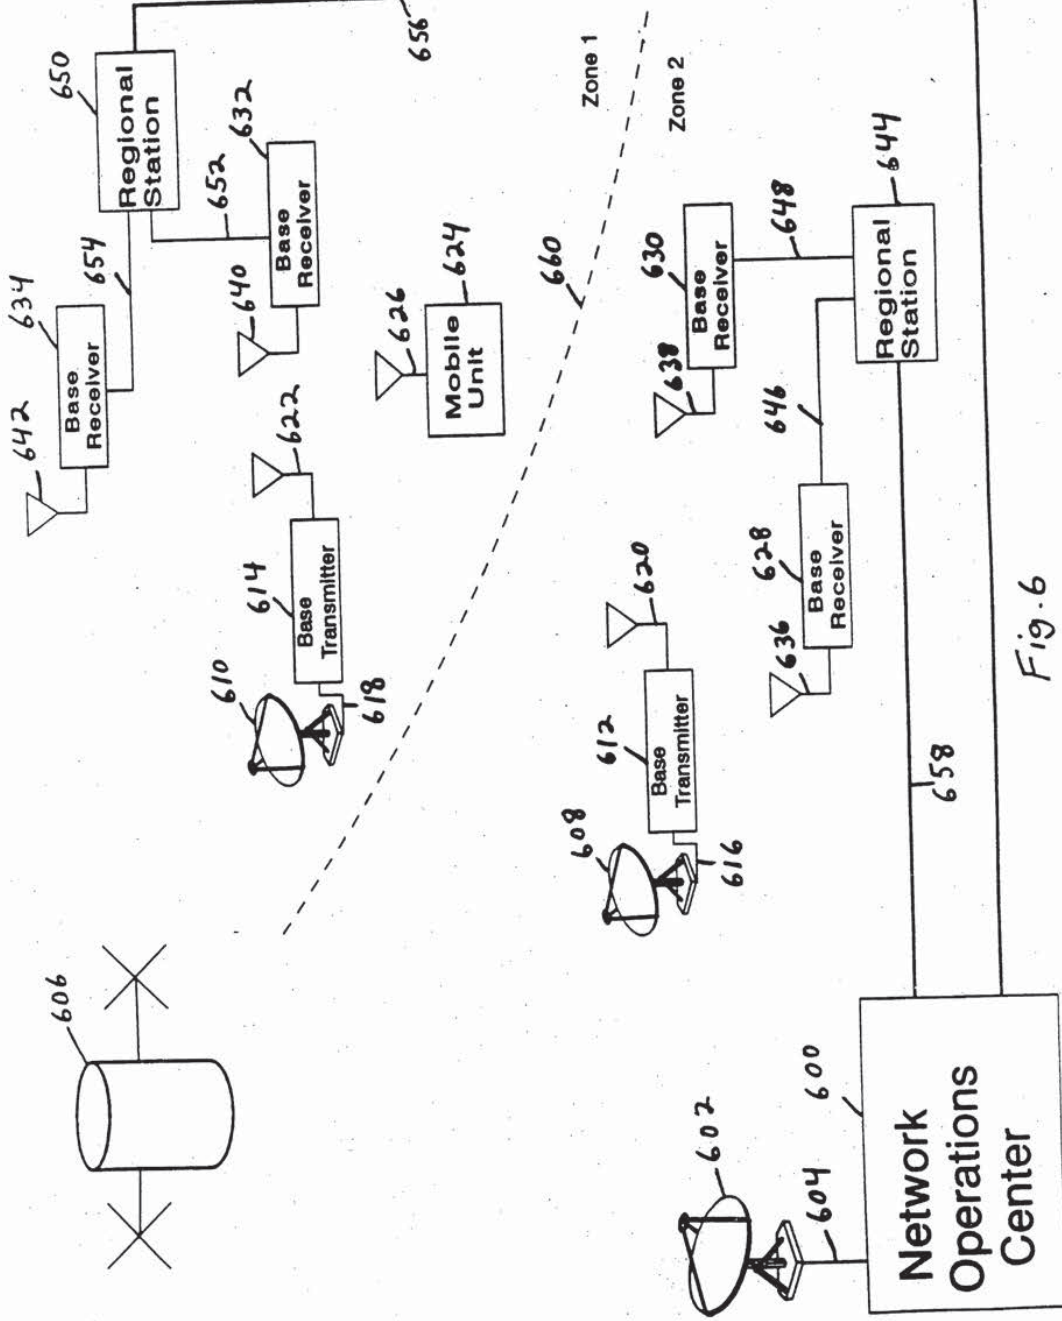 606
610
618
Base
Transmitter
614
622
642
Base
Receiver
634
654
640
Base
Receiver
632
652
Regional
Station
650
656
626
Mobile
Unit
624
660
Zone 1
Zone 2
602
604
608
616
Base
Transmitter
612
620
636
Base
Receiver
628
646
638
Base
Receiver
630
648
Regional
Station
644
658
Network
Operations
Center
600
Fig. 6